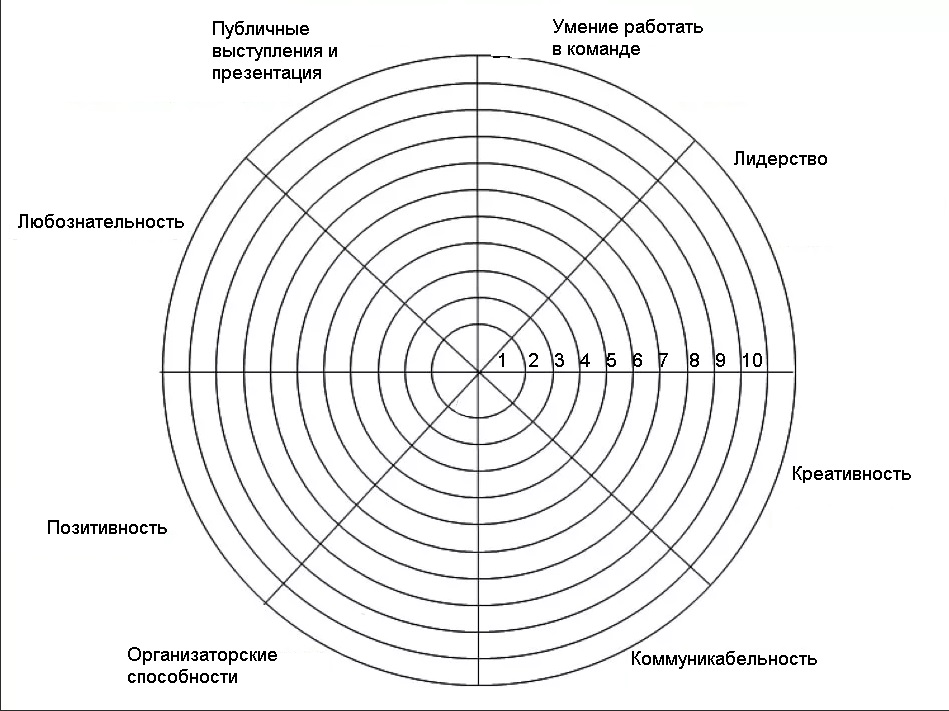 Публичные
выступления и
презентация
Умение работать
в команде
Лидерство
Любознательность
1 2 3 4 5 6 7 8 9 10
Креативность
Позитивность
Организаторские
способности
Коммуникабельность